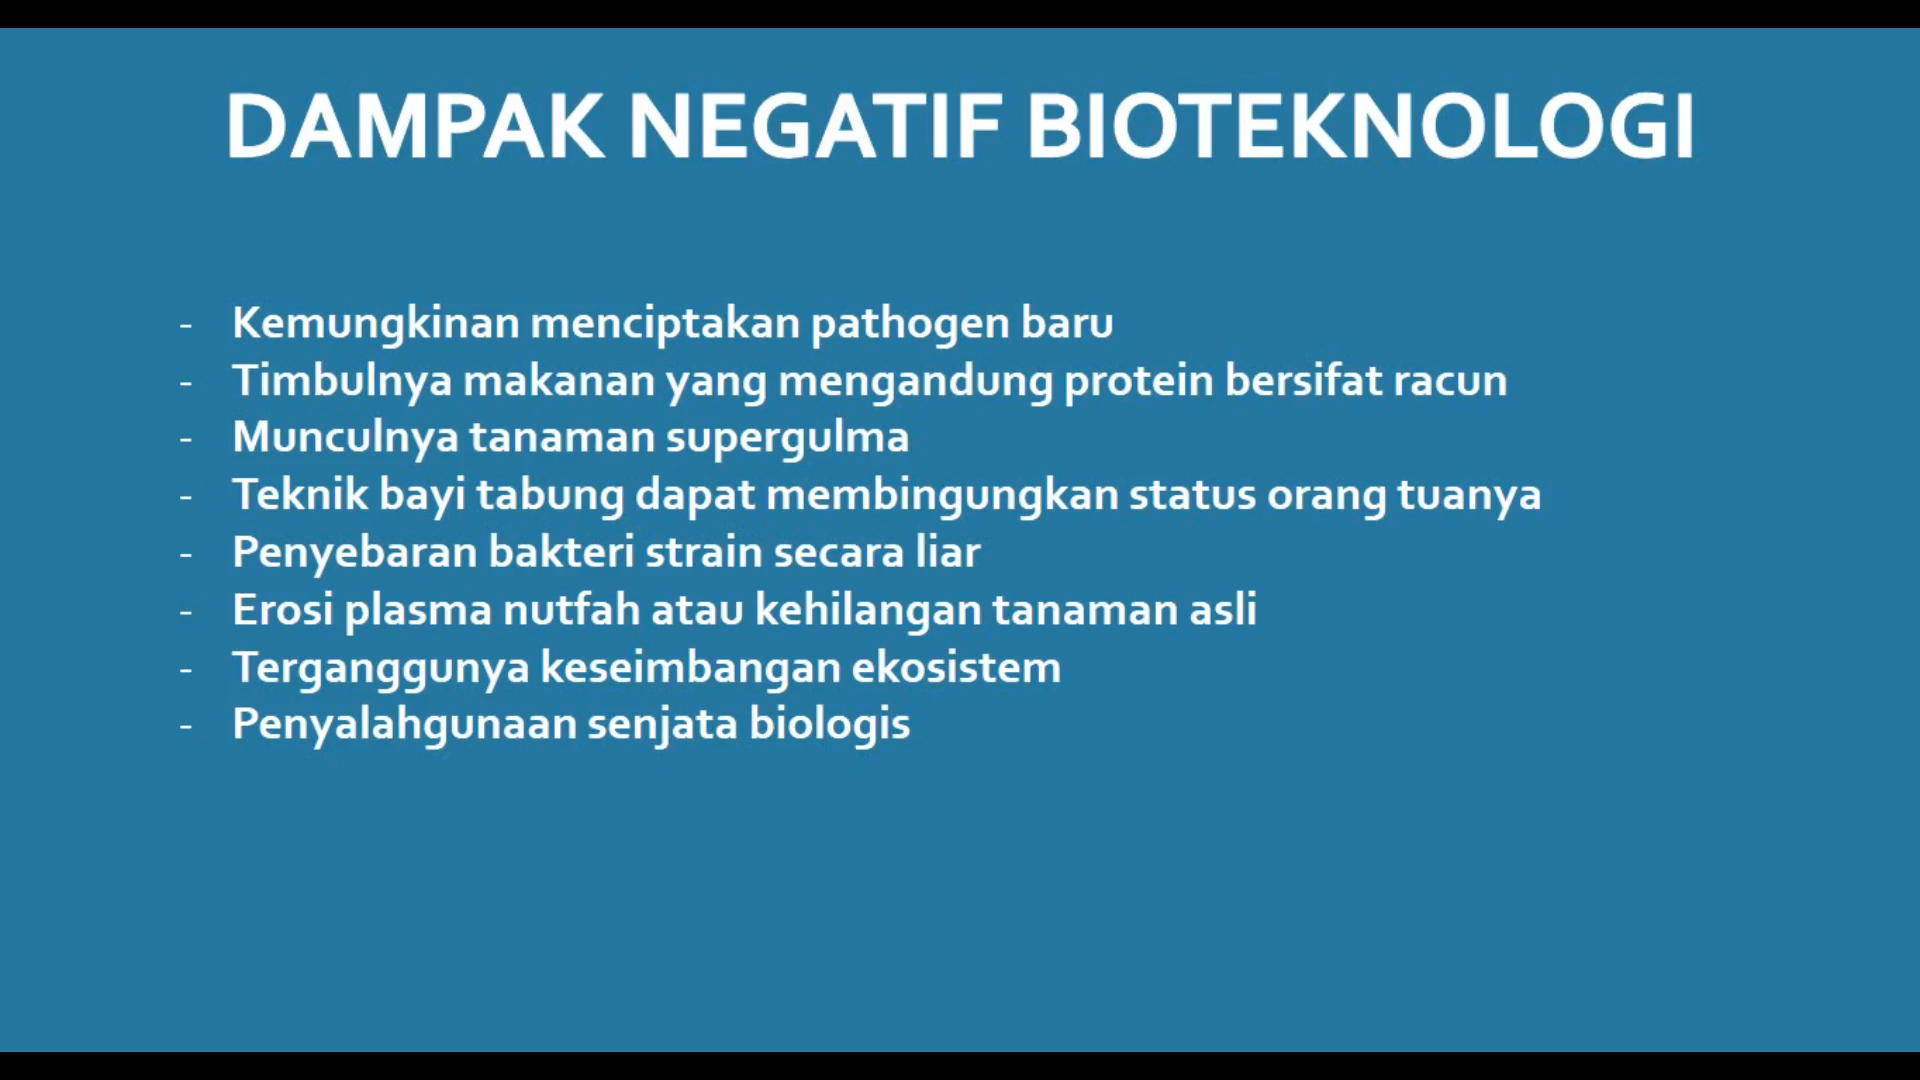 DAMPAK NEGATIF BIOTEKNOLOGI
- Kemungkinan menciptakan pathogen baru
- Timbulnya makanan yang mengandung protein bersifat racun
- Munculnya tanaman supergulma
- Teknik bayi tabung dapat membingungkan status orang tuanya
- Penyebaran bakteri strain secara liar
- Erosi plasma nutfah atau kehilangan tanaman asli
- Terganggunya keseimbangan ekosistem
- Penyalahgunaan senjata biologis